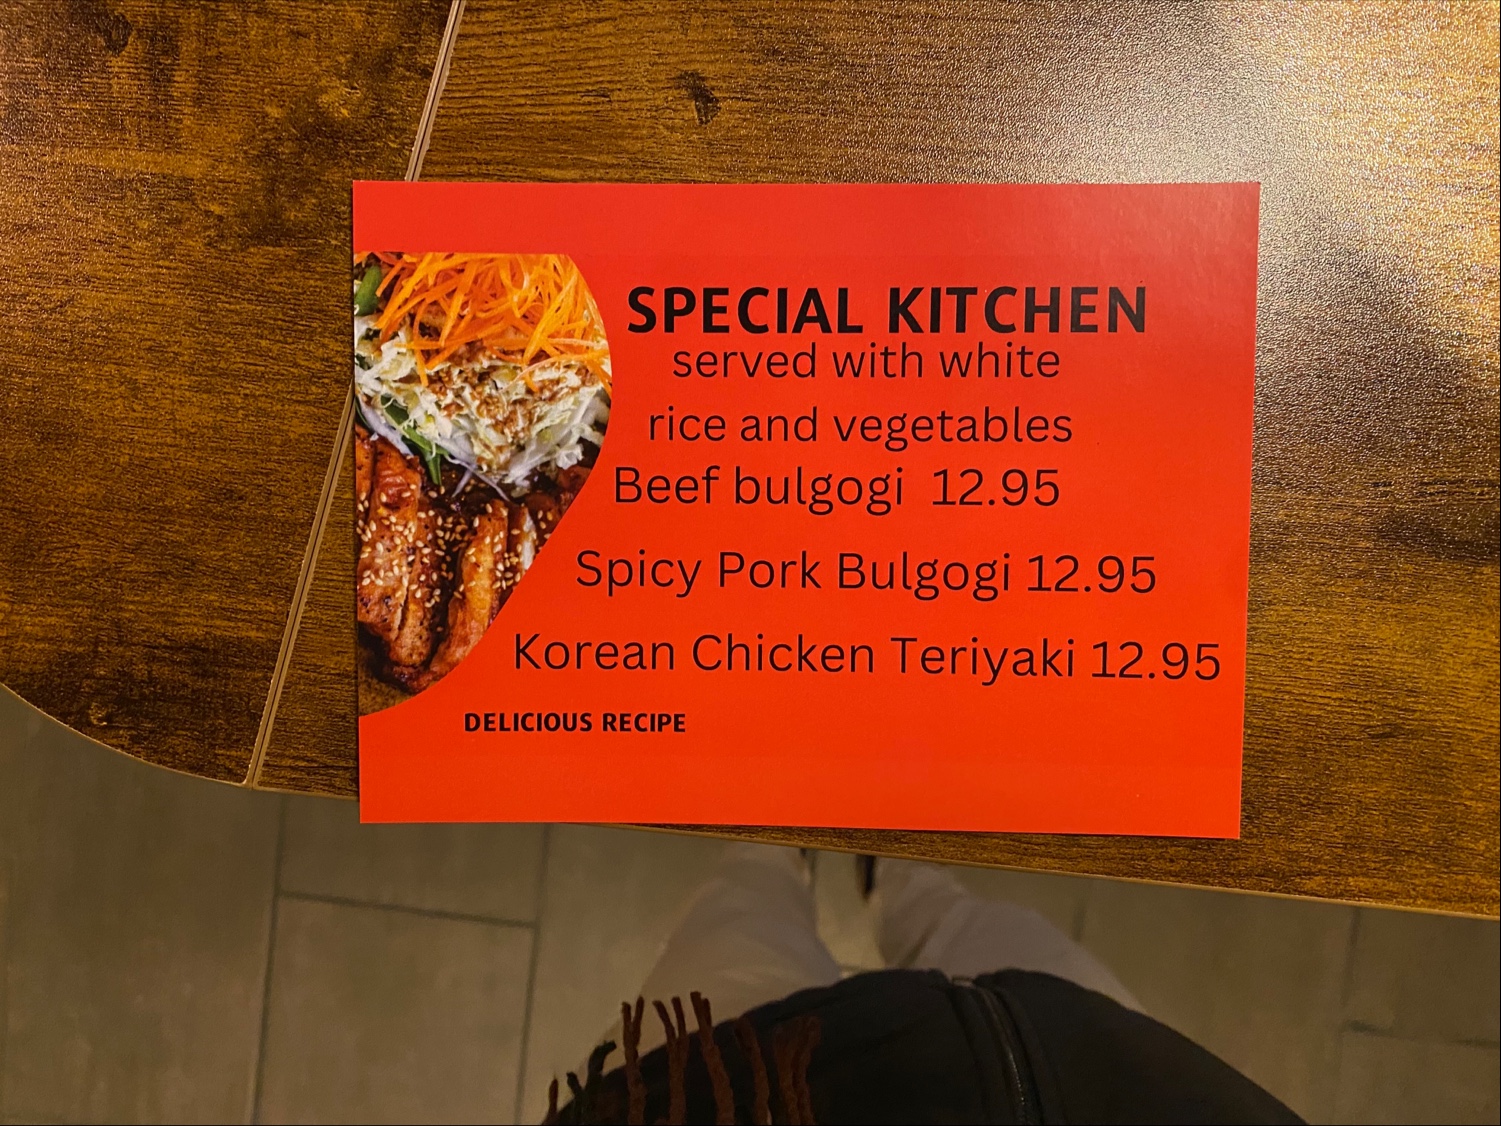 SPECIAL KITCHEN
served with white
rice and vegetables
Beef bulgogi 12.95
Spicy Pork Bulgogi 12.95
Korean Chicken Teriyaki 12.95
DELICIOUS RECIPE